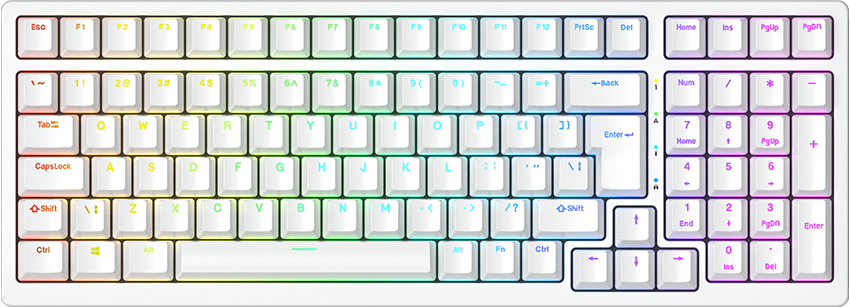 Esc F1 F2 F3 F4 F5 F6 F7 F8 F9 F10 F11 F12 PrtSc Del Home Ins PgUp PgDn
\~ 1! 2@ 3# 4$ 5% 6^ 7& 8* 9( 0) -_ =+ ←Back Num / * -
Tab Q W E R T Y U I O P [{ ]} Enter↵ 7 Home 8 ↑ 9 PgUp +
CapsLock A S D F G H J K L ;: '" \¦ 4 ← 5 6 →
⇧Shift \¦ Z X C V B N M ,< .> /? ⇧Shift ↑ 1 End 2 ↓ 3 PgDn Enter
Ctrl Alt Alt Fn Ctrl ← ↓ → 0 Ins . Del